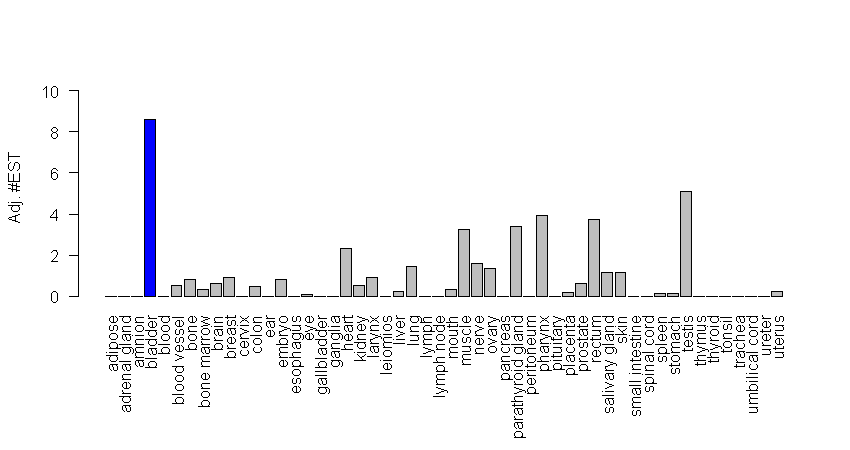 Adj. #EST
10
8
6
4
2
0
adipose
adrenal gland
amnion
bladder
blood
blood vessel
bone
bone marrow
brain
breast
cervix
colon
ear
embryo
esophagus
eye
gallbladder
ganglia
heart
kidney
larynx
leiomios
liver
lung
lymph
lymph node
mouth
muscle
nerve
ovary
pancreas
parathyroid gland
peritoneum
pharynx
pituitary
placenta
prostate
rectum
salivary gland
skin
small intestine
spinal cord
spleen
stomach
testis
thymus
thyroid
tonsil
trachea
umbilical cord
ureter
uterus